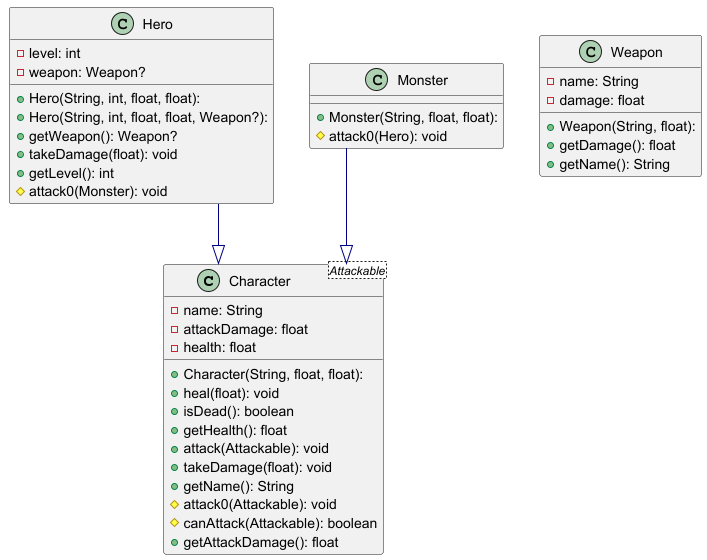 C Hero
level: int
weapon: Weapon?
Hero(String, int, float, float):
Hero(String, int, float, float, Weapon?):
getWeapon(): Weapon?
takeDamage(float): void
getLevel(): int
attack0(Monster): void
C Monster
Monster(String, float, float):
attack0(Hero): void
C Weapon
name: String
damage: float
Weapon(String, float):
getDamage(): float
getName(): String
Attackable
C Character
name: String
attackDamage: float
health: float
Character(String, float, float):
heal(float): void
isDead(): boolean
getHealth(): float
attack(Attackable): void
takeDamage(float): void
getName(): String
attack0(Attackable): void
canAttack(Attackable): boolean
getAttackDamage(): float